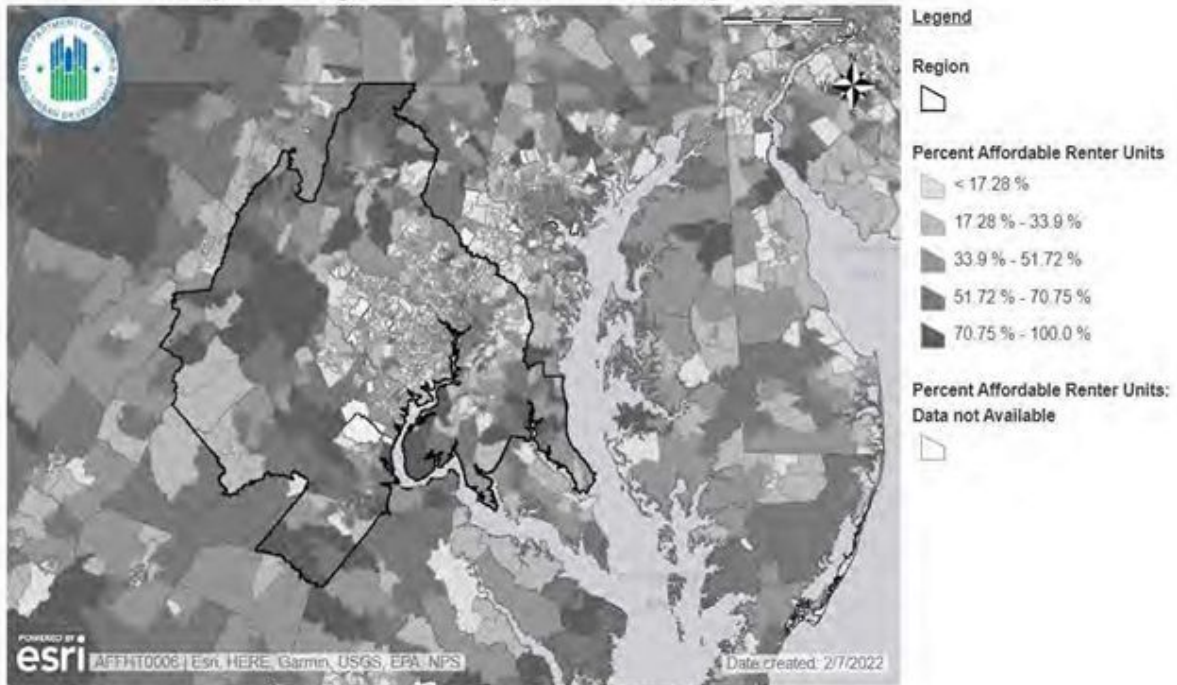 Legend
Region
Percent Affordable Renter Units
< 17.28 %
17.28 % - 33.9 %
33.9 % - 51.72 %
51.72 % - 70.75 %
70.75 % - 100.0 %
Percent Affordable Renter Units:
Data not Available
POWERED BY
esri
AFFHT0006 | Esri, HERE, Garmin, USGS, EPA, NPS
Date created: 2/7/2022